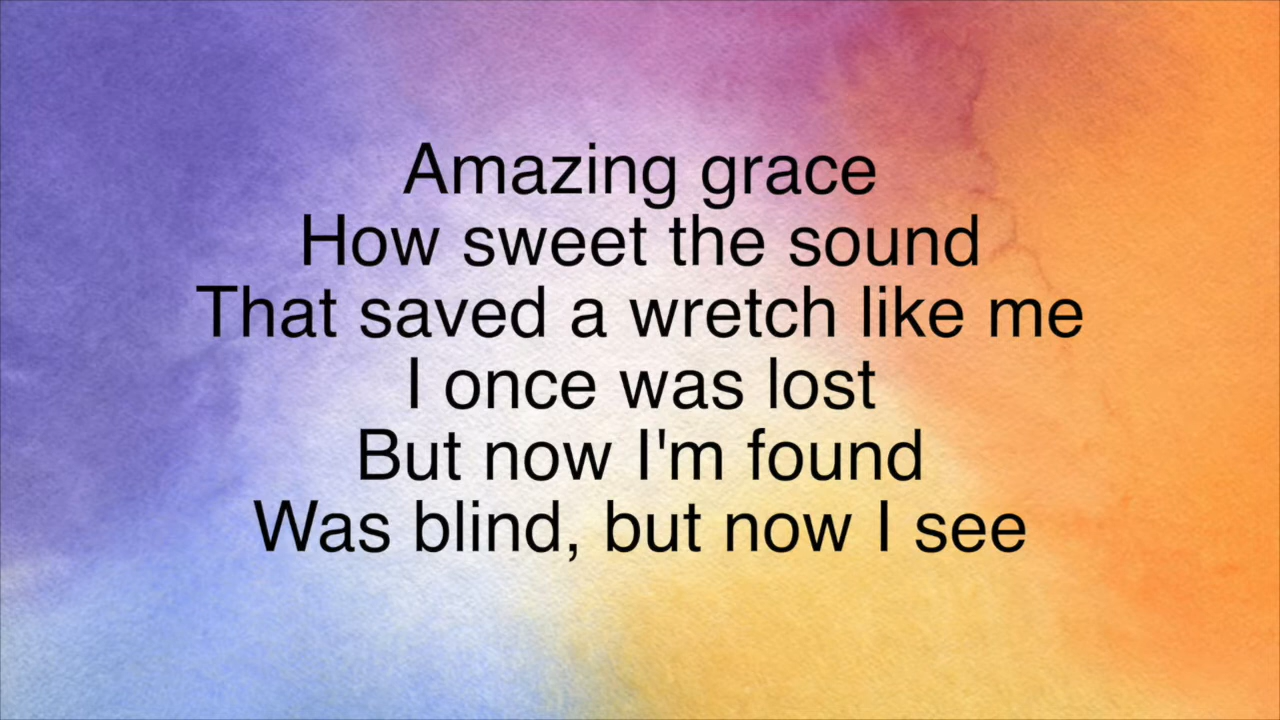 Amazing grace
How sweet the sound
That saved a wretch like me
I once was lost
But now I'm found
Was blind, but now I see